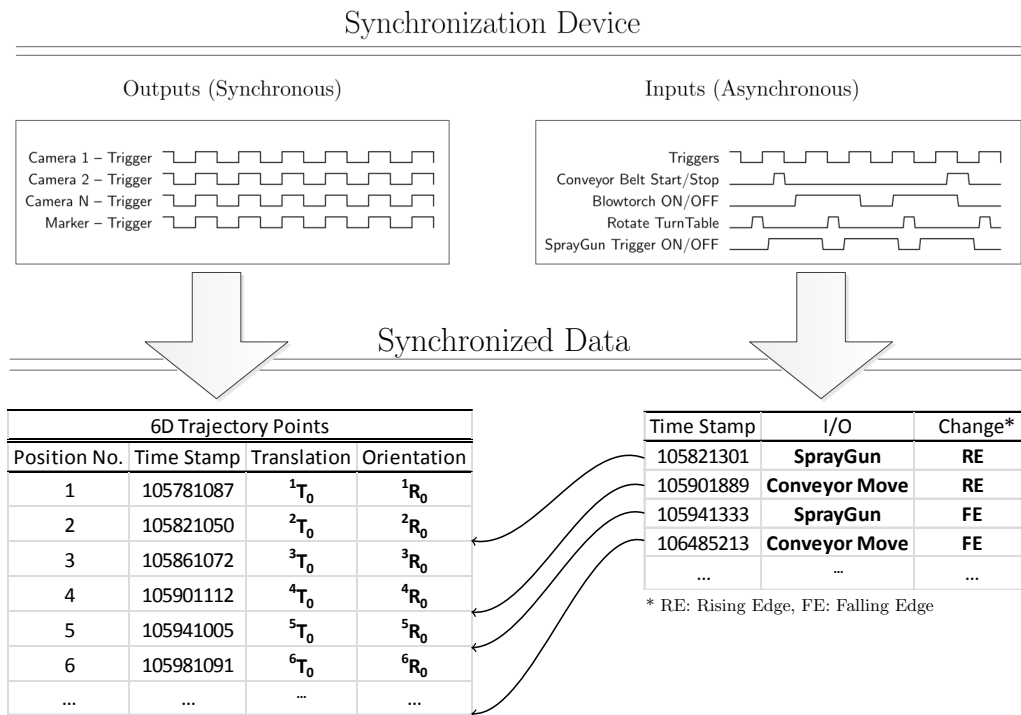 Synchronization Device
Outputs (Synchronous)
Camera 1 – Trigger
Camera 2 – Trigger
Camera N – Trigger
Marker – Trigger
Inputs (Asynchronous)
Triggers
Conveyor Belt Start/Stop
Blowtorch ON/OFF
Rotate TurnTable
SprayGun Trigger ON/OFF
Synchronized Data
6D Trajectory Points
Position No. Time Stamp Translation Orientation
1 105781087 ¹T₀ ¹R₀
2 105821050 ²T₀ ²R₀
3 105861072 ³T₀ ³R₀
4 105901112 ⁴T₀ ⁴R₀
5 105941005 ⁵T₀ ⁵R₀
6 105981091 ⁶T₀ ⁶R₀
... ... ... ...
Time Stamp I/O Change*
105821301 SprayGun RE
105901889 Conveyor Move RE
105941333 SprayGun FE
106485213 Conveyor Move FE
... ... ...
* RE: Rising Edge, FE: Falling Edge